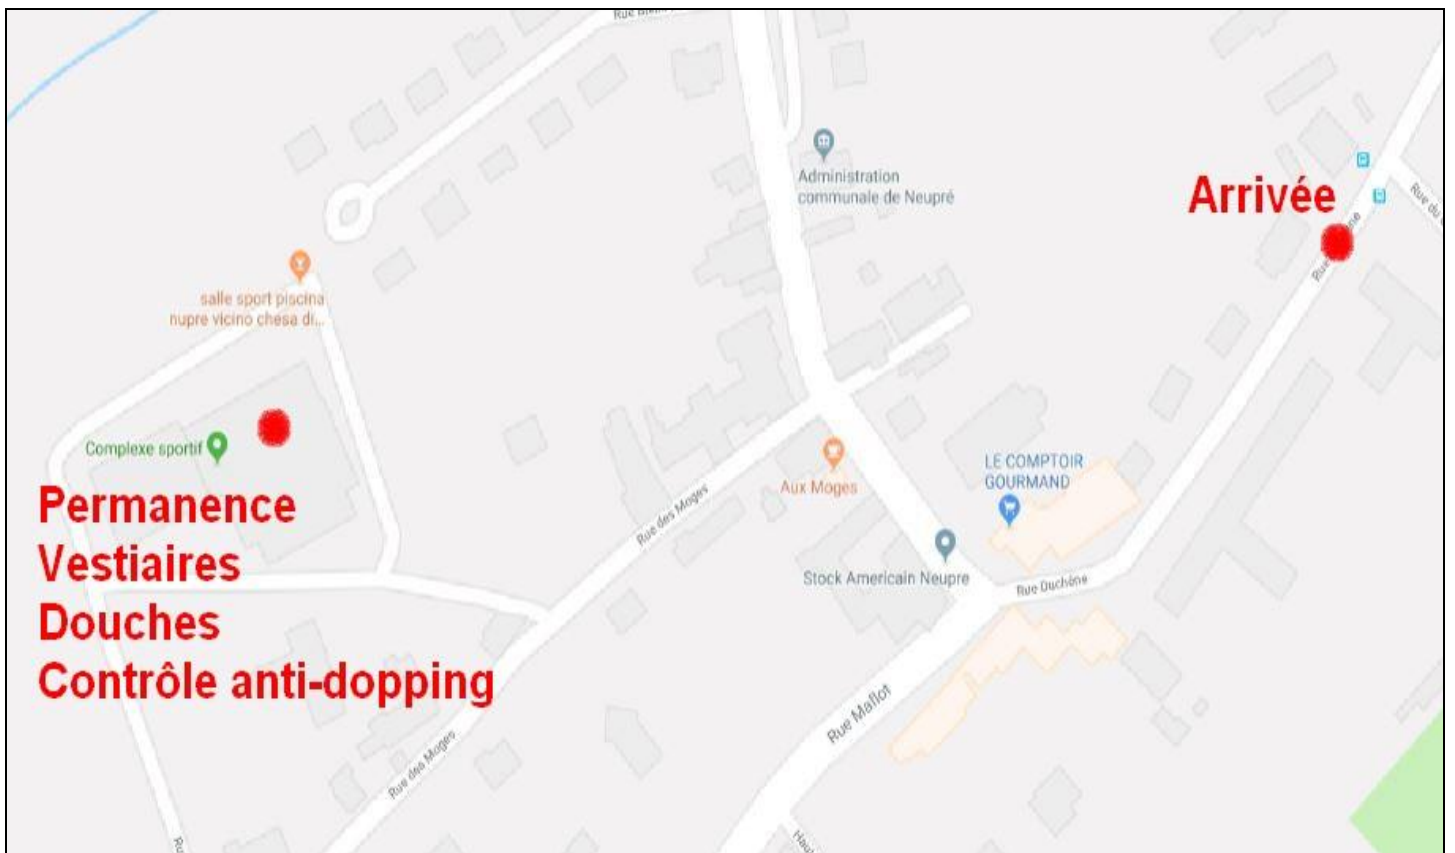 Administration
communale de Neupré
Arrivée
Rue du
salle sport piscina
nupre vicino chesa di...
Complexe sportif
Permanence
Vestiaires
Douches
Contrôle anti-dopping
Rue des Moges
Aux Moges
LE COMPTOIR
GOURMAND
Stock Americain Neupre
Rue Duchêne
Rue Maflot
Rue des Moges